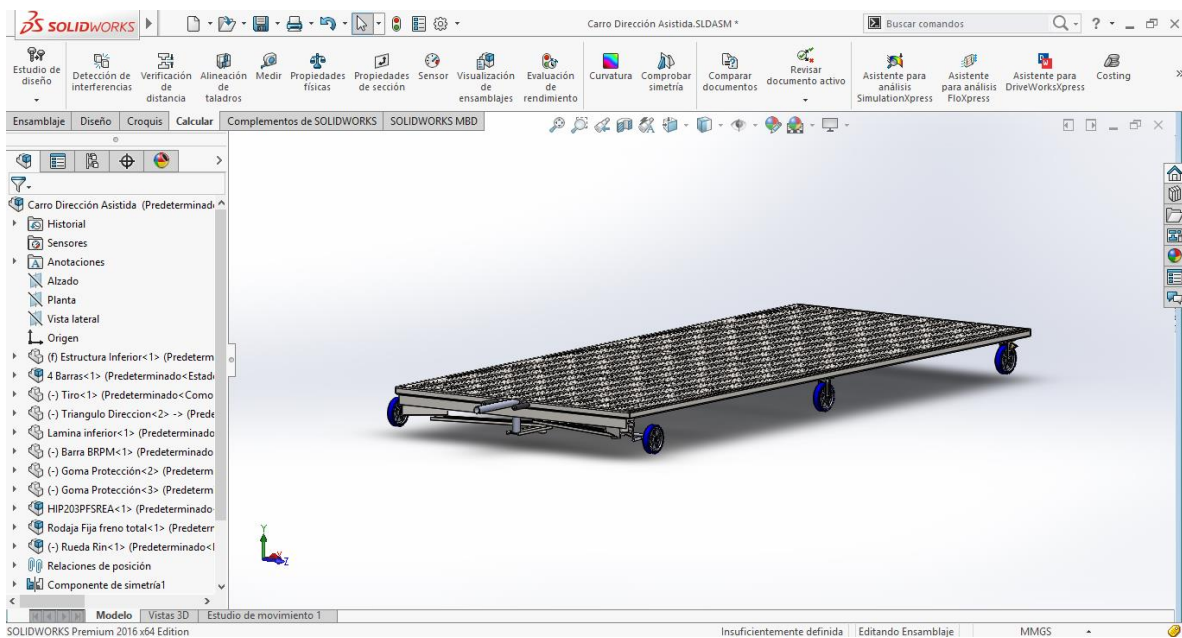 SOLIDWORKS
Carro Dirección Asistida.SLDASM *
Buscar comandos
Estudio de diseño
Detección de interferencias
Verificación de distancia
Alineación de taladros
Medir
Propiedades físicas
Propiedades de sección
Sensor
Visualización de ensamblajes
Evaluación de rendimiento
Curvatura
Comprobar simetría
Comparar documentos
Revisar documento activo
Asistente para análisis SimulationXpress
Asistente para análisis FloXpress
Asistente para DriveWorksXpress
Costing
Ensamblaje
Diseño
Croquis
Calcular
Complementos de SOLIDWORKS
SOLIDWORKS MBD
Carro Dirección Asistida (Predeterminad
Historial
Sensores
Anotaciones
Alzado
Planta
Vista lateral
Origen
(f) Estructura Inferior<1> (Predeterm
4 Barras<1> (Predeterminado<Estad
(-) Tiro<1> (Predeterminado<Como
(-) Triangulo Direccion<2> -> (Prede
Lamina inferior<1> (Predeterminado
(-) Barra BRPM<1> (Predeterminado
(-) Goma Protección<2> (Predeterm
(-) Goma Protección<3> (Predeterm
HIP203PFSREA<1> (Predeterminado
Rodaja Fija freno total<1> (Predeterr
(-) Rueda Rin<1> (Predeterminado<
Relaciones de posición
Componente de simetría1
Y
Z
Modelo
Vistas 3D
Estudio de movimiento 1
SOLIDWORKS Premium 2016 x64 Edition
Insuficientemente definida
Editando Ensamblaje
MMGS